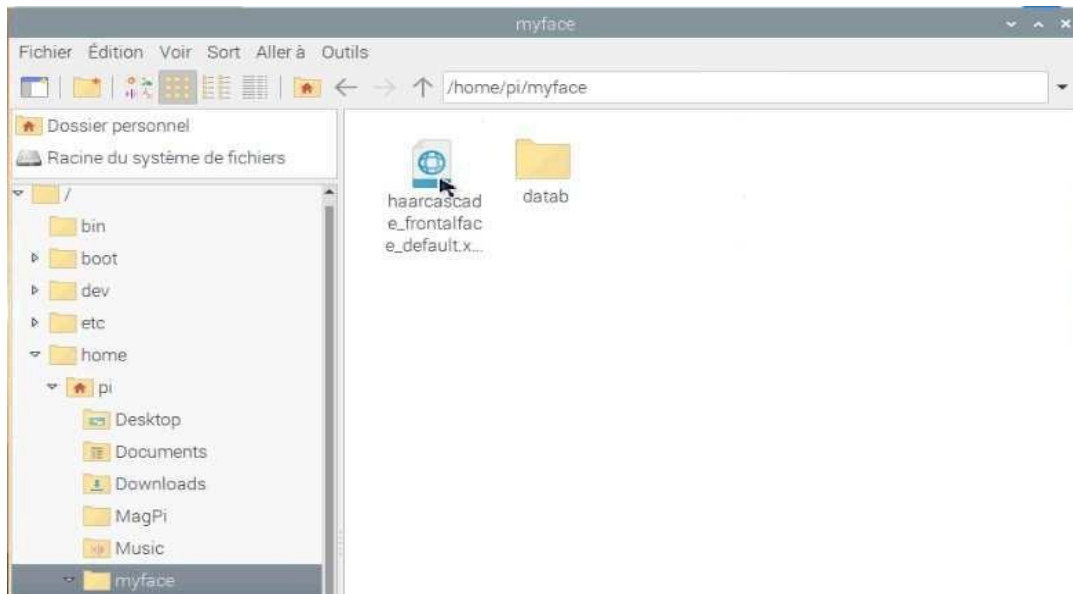 myface
Fichier Édition Voir Sort Aller à Outils
/home/pi/myface
Dossier personnel
Racine du système de fichiers
/
bin
boot
dev
etc
home
pi
Desktop
Documents
Downloads
MagPi
Music
myface
haarcascad
e_frontalfac
e_default.x...
datab